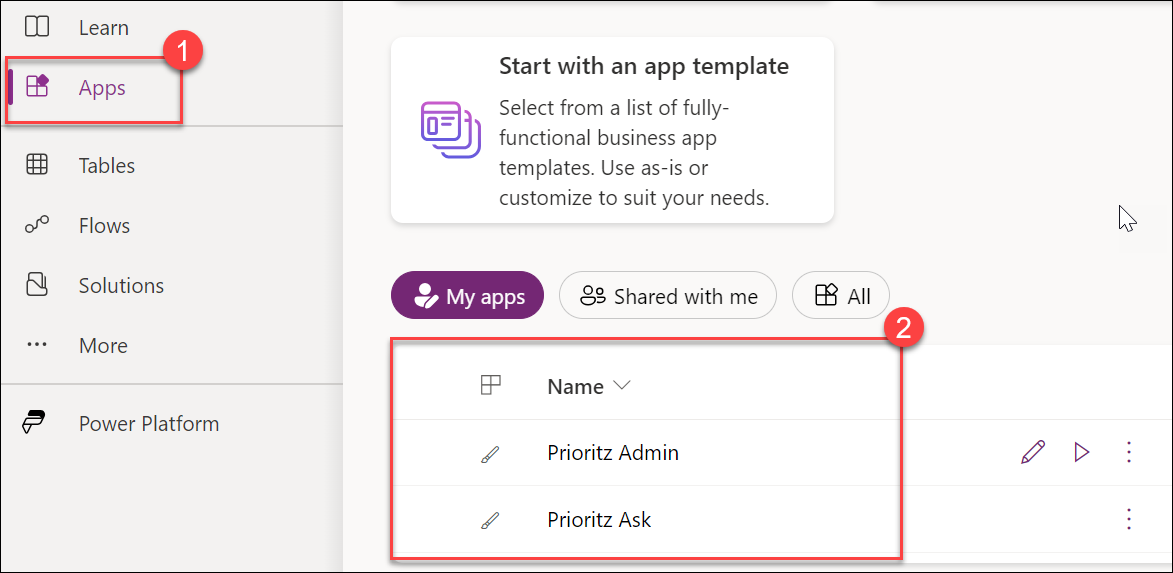 Learn
1
Apps
Tables
Flows
Solutions
More
Power Platform
Start with an app template
Select from a list of fully-
functional business app
templates. Use as-is or
customize to suit your needs.
My apps
Shared with me
All
2
Name
Prioritz Admin
Prioritz Ask